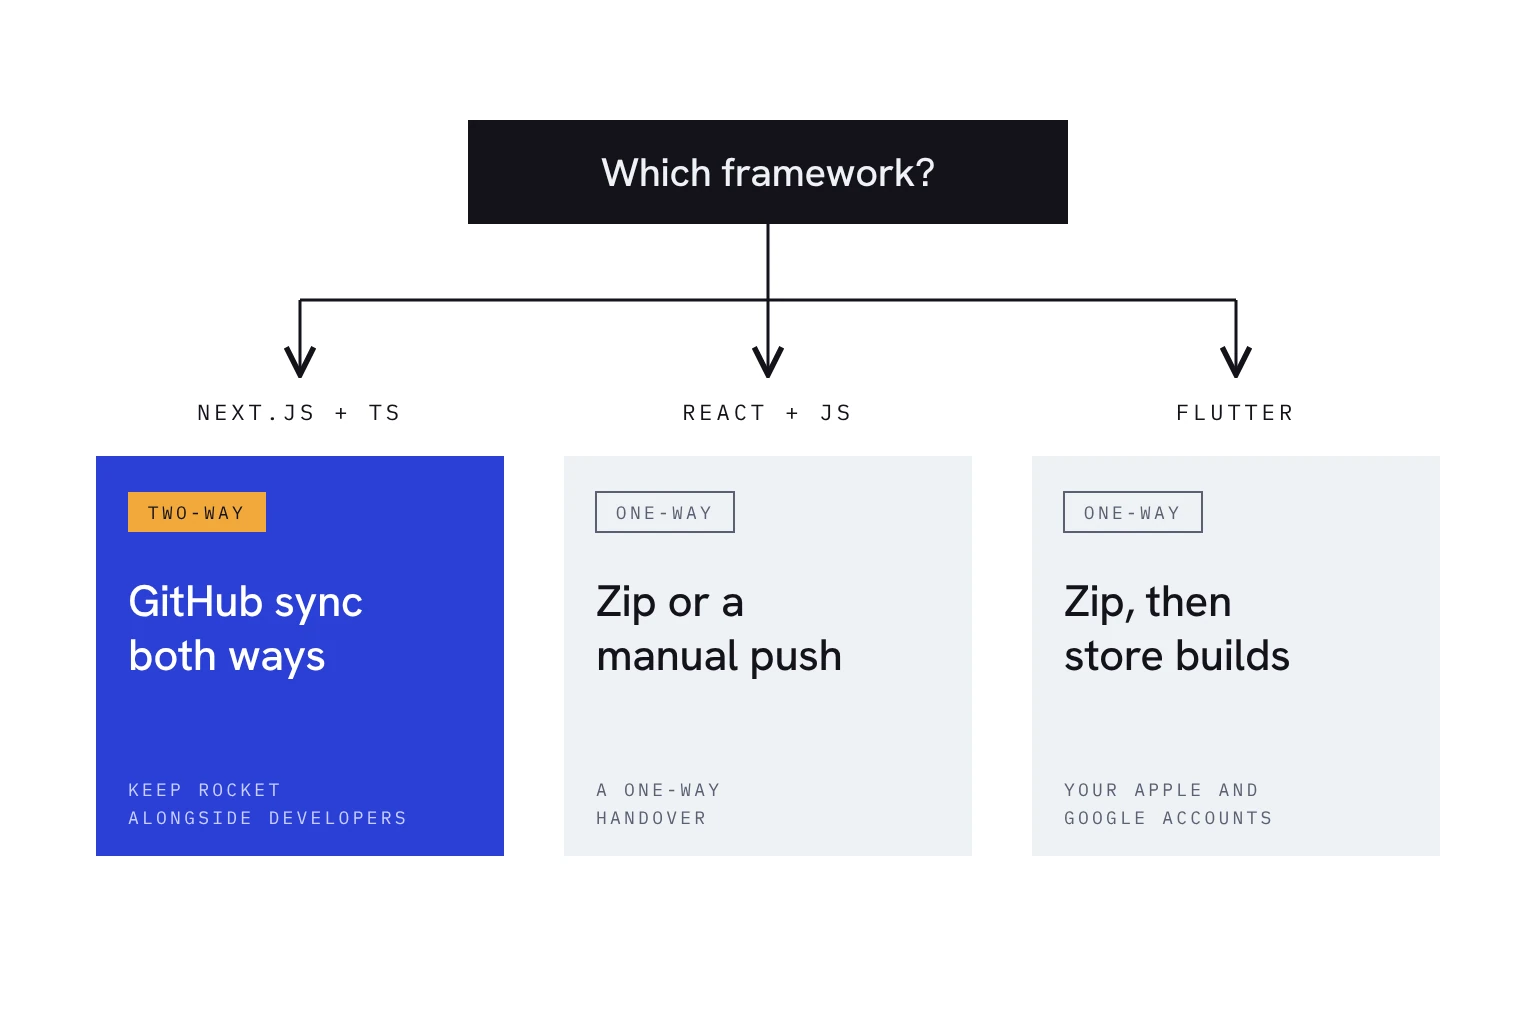 Which framework?
NEXT.JS + TS
REACT + JS
FLUTTER
TWO-WAY
GitHub sync
both ways
KEEP ROCKET
ALONGSIDE DEVELOPERS
ONE-WAY
Zip or a
manual push
A ONE-WAY
HANDOVER
ONE-WAY
Zip, then
store builds
YOUR APPLE AND
GOOGLE ACCOUNTS